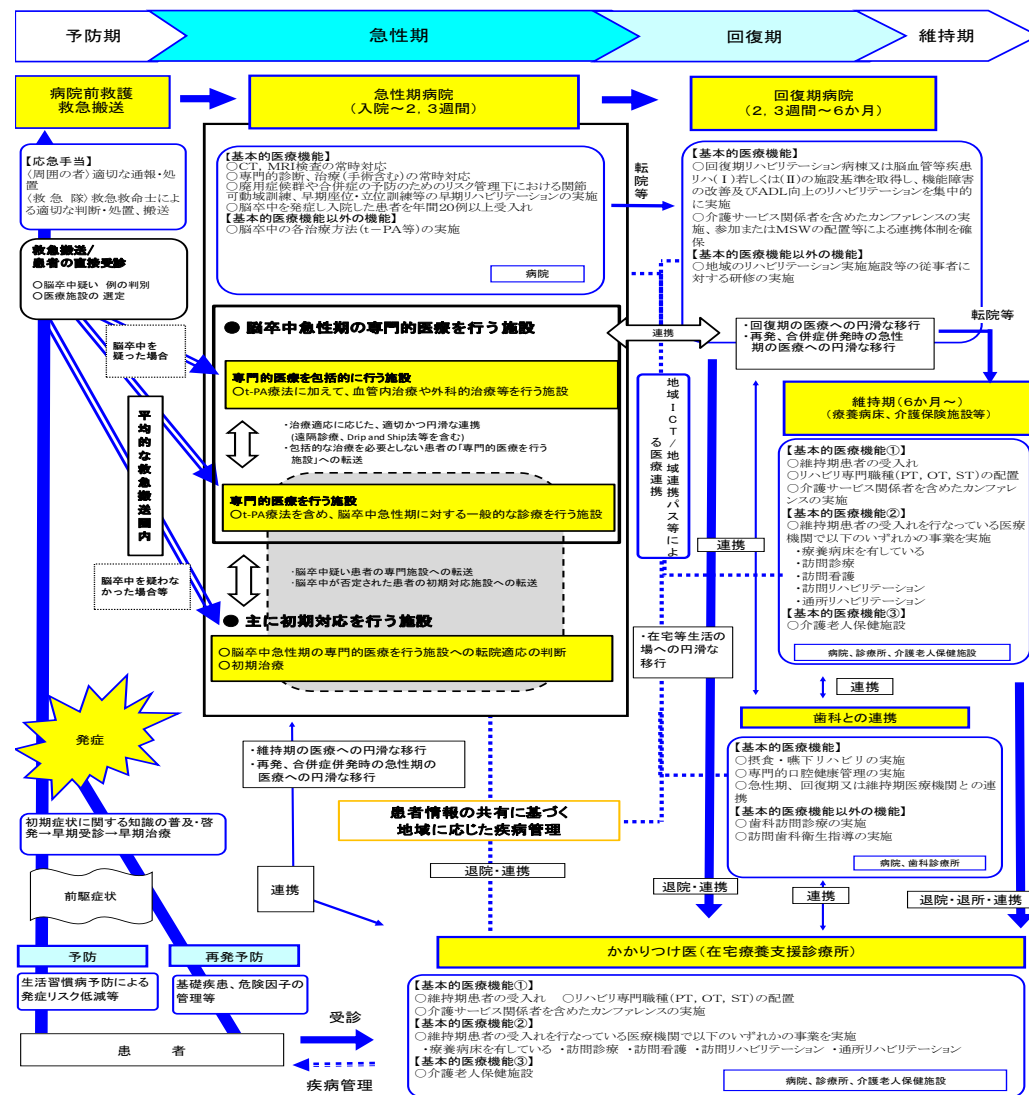 予防期
急性期
回復期
維持期
病院前救護
救急搬送
急性期病院
(入院～2, 3週間)
回復期病院
(2, 3週間～6か月)
【応急手当】
〈周囲の者〉適切な通報・処
置
〈救 急 隊〉救急救命士によ
る適切な判断・処置、搬送
救急搬送/
患者の直接受診
○脳卒中疑い 例の判別
○医療施設の 選定
【基本的医療機能】
○CT, MRI検査の常時対応
○専門的診断、治療(手術含む)の常時対応
○廃用症候群や合併症の予防のためのリスク管理下における関節
可動域訓練、早期座位・立位訓練等の早期リハビリテーションの実施
○脳卒中を発症し入院した患者を年間20例以上受入れ
【基本的医療機能以外の機能】
○脳卒中の各治療方法(t-PA等)の実施
病院
転院等
【基本的医療機能】
○回復期リハビリテーション病棟又は脳血管等疾患
リハ(Ⅰ)若しくは(Ⅱ)の施設基準を取得し、機能障害
の改善及びADL向上のリハビリテーションを集中的
に実施
○介護サービス関係者を含めたカンファレンスの実
施、参加またはMSWの配置等による連携体制を確
保
【基本的医療機能以外の機能】
○地域のリハビリテーション実施施設等の従事者に
対する研修の実施
転院等
連携
・回復期の医療への円滑な移行
・再発、合併症併発時の急性
期の医療への円滑な移行
● 脳卒中急性期の専門的医療を行う施設
専門的医療を包括的に行う施設
○t-PA療法に加えて、血管内治療や外科的治療等を行う施設
・治療適応に応じた、適切かつ円滑な連携
(遠隔診療、Drip and Ship法等を含む)
・包括的な治療を必要としない患者の「専門的医療を行う
施設」への転送
専門的医療を行う施設
○t-PA療法を含め、脳卒中急性期に対する一般的な診療を行う施設
・脳卒中疑い患者の専門施設への転送
・脳卒中が否定された患者の初期対応施設への転送
● 主に初期対応を行う施設
○脳卒中急性期の専門的医療を行う施設への転院適応の判断
○初期治療
脳卒中を
疑った場合
平均的な救急搬送圏内
脳卒中を疑わな
かった場合等
地域ICT/地域連携パス等によ
る医療連携
連携
維持期(6か月～)
(療養病床、介護保険施設等)
【基本的医療機能①】
○維持期患者の受入れ
○リハビリ専門職種(PT, OT, ST)の配置
○介護サービス関係者を含めたカンファレ
ンスの実施
【基本的医療機能②】
○維持期患者の受入れを行なっている医療
機関で以下のいずれかの事業を実施
・療養病床を有している
・訪問診療
・訪問看護
・訪問リハビリテーション
・通所リハビリテーション
【基本的医療機能③】
○介護老人保健施設
病院、診療所、介護老人保健施設
・在宅等生活の
場への円滑な
移行
連携
歯科との連携
【基本的医療機能】
○摂食・嚥下リハビリの実施
○専門的口腔健康管理の実施
○急性期、回復期又は維持期医療機関との連
携
【基本的医療機能以外の機能】
○歯科訪問診療の実施
○訪問歯科衛生指導の実施
病院、歯科診療所
発症
・維持期の医療への円滑な移行
・再発、合併症併発時の急性期の
医療への円滑な移行
患者情報の共有に基づく
地域に応じた疾病管理
初期症状に関する知識の普及・啓
発→早期受診→早期治療
前駆症状
連携
退院・連携
退院・連携
連携
退院・退所・連携
予防
再発予防
生活習慣病予防による
発症リスク低減等
基礎疾患、危険因子の
管理等
患 者
受診
疾病管理
かかりつけ医(在宅療養支援診療所)
【基本的医療機能①】
○維持期患者の受入れ ○リハビリ専門職種(PT, OT, ST)の配置
○介護サービス関係者を含めたカンファレンスの実施
【基本的医療機能②】
○維持期患者の受入れを行なっている医療機関で以下のいずれかの事業を実施
・療養病床を有している ・訪問診療 ・訪問看護 ・訪問リハビリテーション ・通所リハビリテーション
【基本的医療機能③】
○介護老人保健施設
病院、診療所、介護老人保健施設